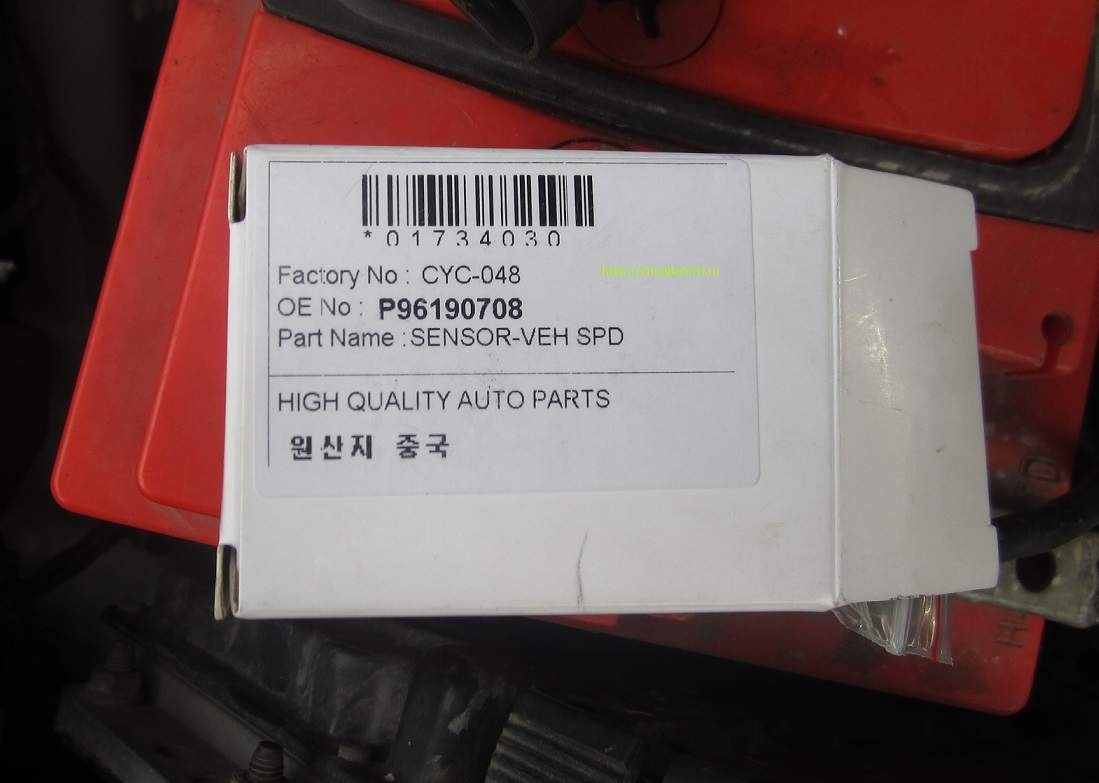 *01734030
Factory No : CYC-048
OE No : P96190708
Part Name :SENSOR-VEH SPD
HIGH QUALITY AUTO PARTS
원산지 중국